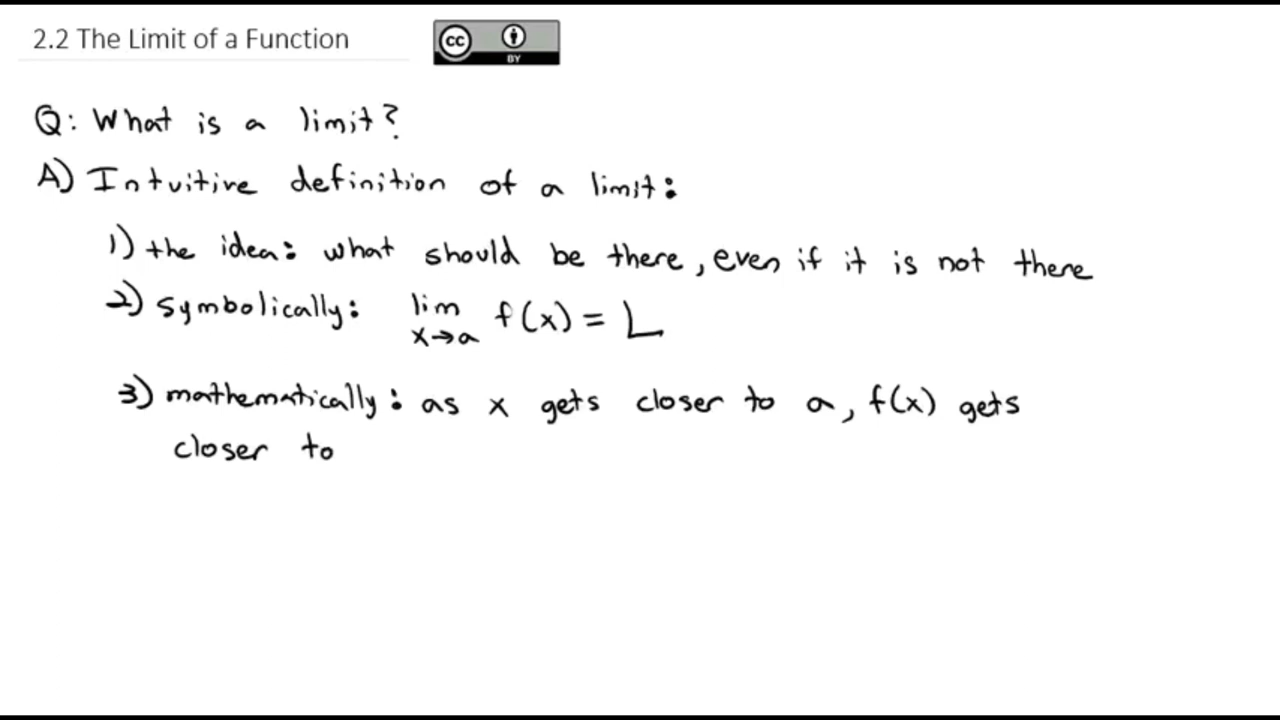 2.2 The Limit of a Function
cc BY
Q: What is a limit?
A) Intuitive definition of a limit:
1) the idea: what should be there, even if it is not there
2) symbolically: lim x→a f(x) = L
3) mathematically: as x gets closer to a, f(x) gets
closer to